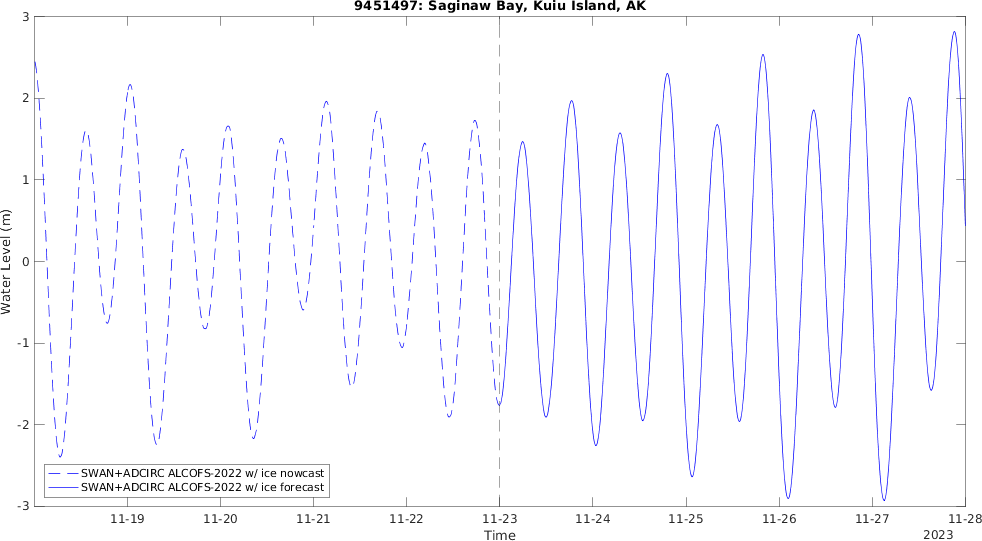 9451497: Saginaw Bay, Kuiu Island, AK
Water Level (m)
3
2
1
0
-1
-2
-3
SWAN+ADCIRC ALCOFS-2022 w/ ice nowcast
SWAN+ADCIRC ALCOFS-2022 w/ ice forecast
11-19 11-20 11-21 11-22 11-23 11-24 11-25 11-26 11-27 11-28
Time
2023